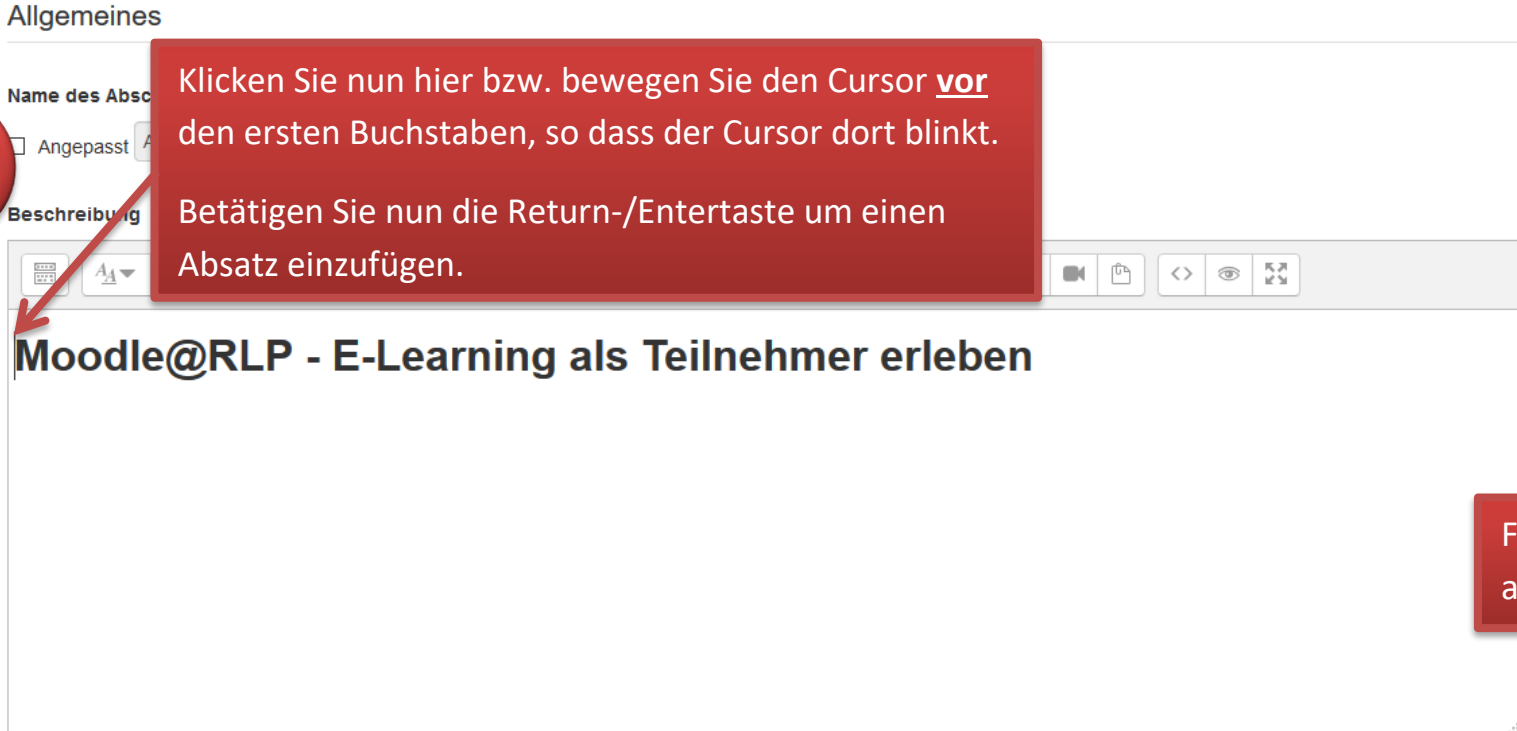 Allgemeines
Klicken Sie nun hier bzw. bewegen Sie den Cursor vor
den ersten Buchstaben, so dass der Cursor dort blinkt.
Betätigen Sie nun die Return-/Entertaste um einen
Absatz einzufügen.
Name des Absc
Angepasst A
Beschreibung
Moodle@RLP - E-Learning als Teilnehmer erleben
F
a